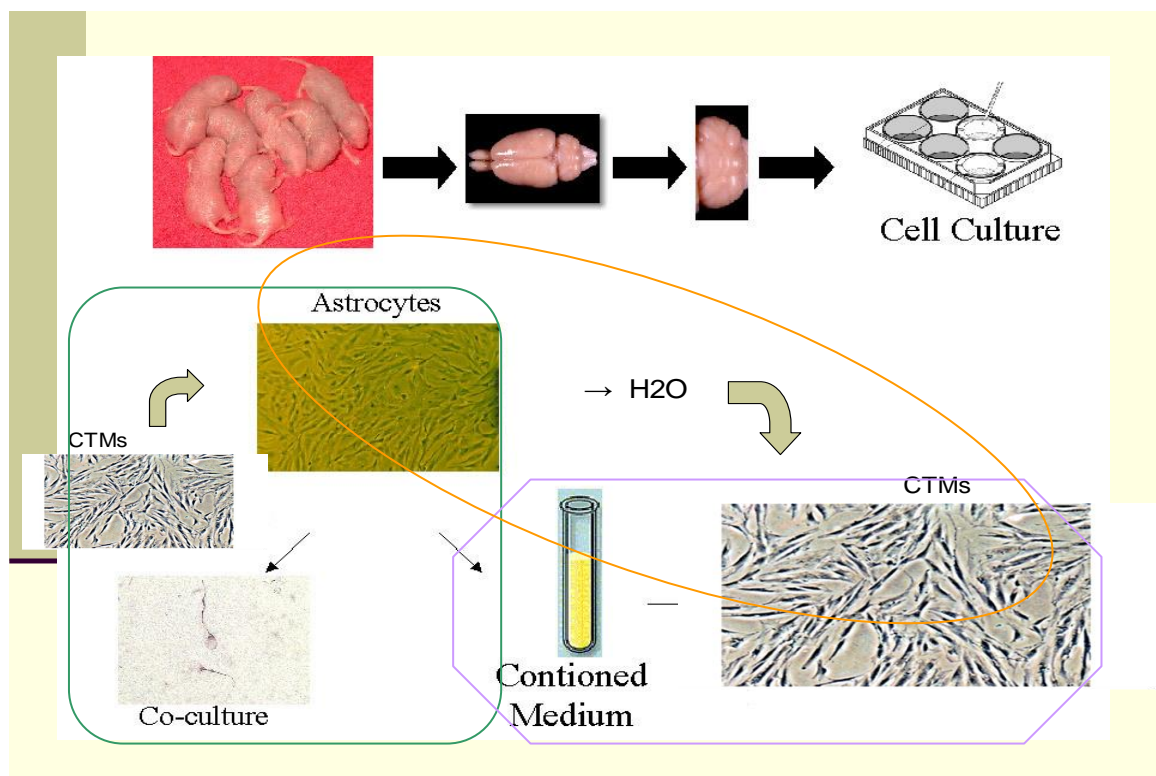 Cell Culture
Astrocytes
→ H2O
CTMs
CTMs
Contioned
Medium
Co-culture